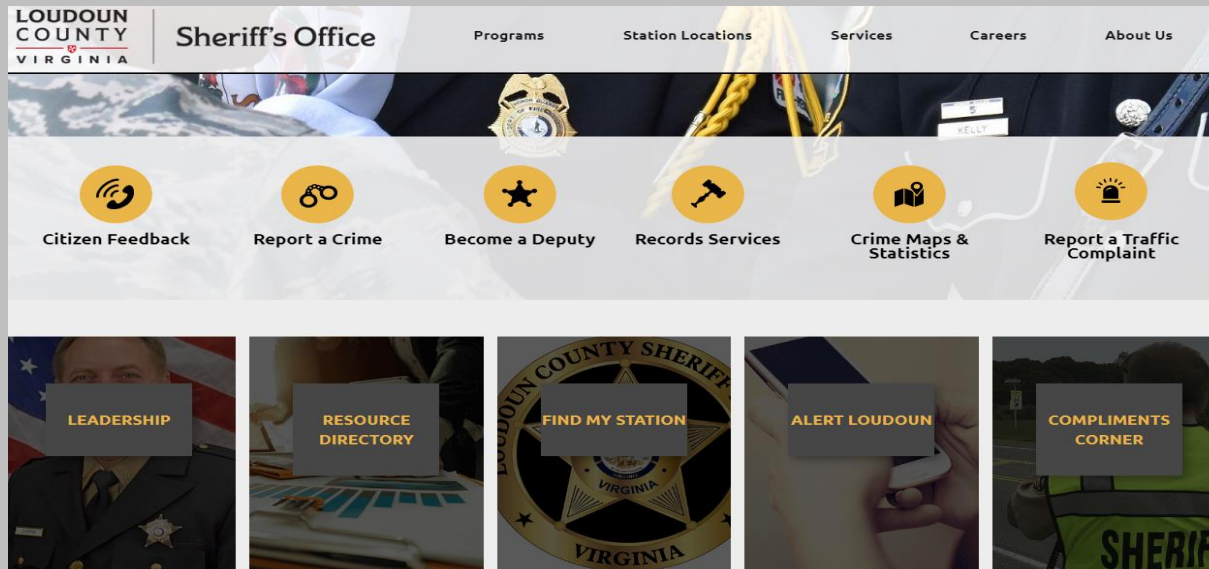 LOUDOUN
COUNTY
VIRGINIA
Sheriff's Office
Programs
Station Locations
Services
Careers
About Us
KELLY
Citizen Feedback
Report a Crime
Become a Deputy
Records Services
Crime Maps &
Statistics
Report a Traffic
Complaint
LEADERSHIP
RESOURCE
DIRECTORY
LOUDOUN COUNTY SHERIFF
FIND MY STATION
VIRGINIA
VIRGINIA
ALERT LOUDOUN
COMPLIMENTS
CORNER
SHERIF